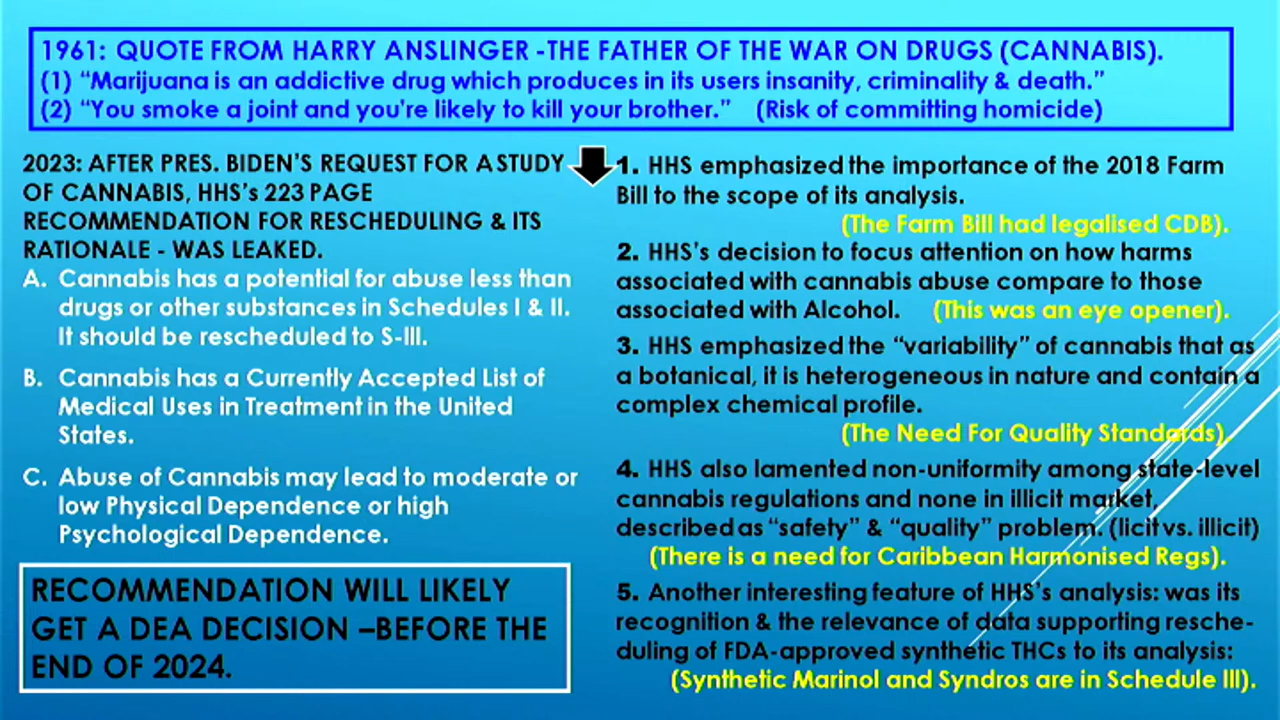 1961: QUOTE FROM HARRY ANSLINGER -THE FATHER OF THE WAR ON DRUGS (CANNABIS).
(1) “Marijuana is an addictive drug which produces in its users insanity, criminality & death.”
(2) “You smoke a joint and you're likely to kill your brother.” (Risk of committing homicide)
2023: AFTER PRES. BIDEN’S REQUEST FOR A STUDY
OF CANNABIS, HHS’s 223 PAGE
RECOMMENDATION FOR RESCHEDULING & ITS
RATIONALE - WAS LEAKED.
A. Cannabis has a potential for abuse less than
drugs or other substances in Schedules I & II.
It should be rescheduled to S-III.
B. Cannabis has a Currently Accepted List of
Medical Uses in Treatment in the United
States.
C. Abuse of Cannabis may lead to moderate or
low Physical Dependence or high
Psychological Dependence.
RECOMMENDATION WILL LIKELY
GET A DEA DECISION –BEFORE THE
END OF 2024.
1. HHS emphasized the importance of the 2018 Farm
Bill to the scope of its analysis.
(The Farm Bill had legalised CDB).
2. HHS’s decision to focus attention on how harms
associated with cannabis abuse compare to those
associated with Alcohol. (This was an eye opener).
3. HHS emphasized the “variability” of cannabis that as
a botanical, it is heterogeneous in nature and contain a
complex chemical profile.
(The Need For Quality Standards).
4. HHS also lamented non-uniformity among state-level
cannabis regulations and none in illicit market,
described as “safety” & “quality” problem. (licit vs. illicit)
(There is a need for Caribbean Harmonised Regs).
5. Another interesting feature of HHS’s analysis: was its
recognition & the relevance of data supporting resche-
duling of FDA-approved synthetic THCs to its analysis:
(Synthetic Marinol and Syndros are in Schedule III).